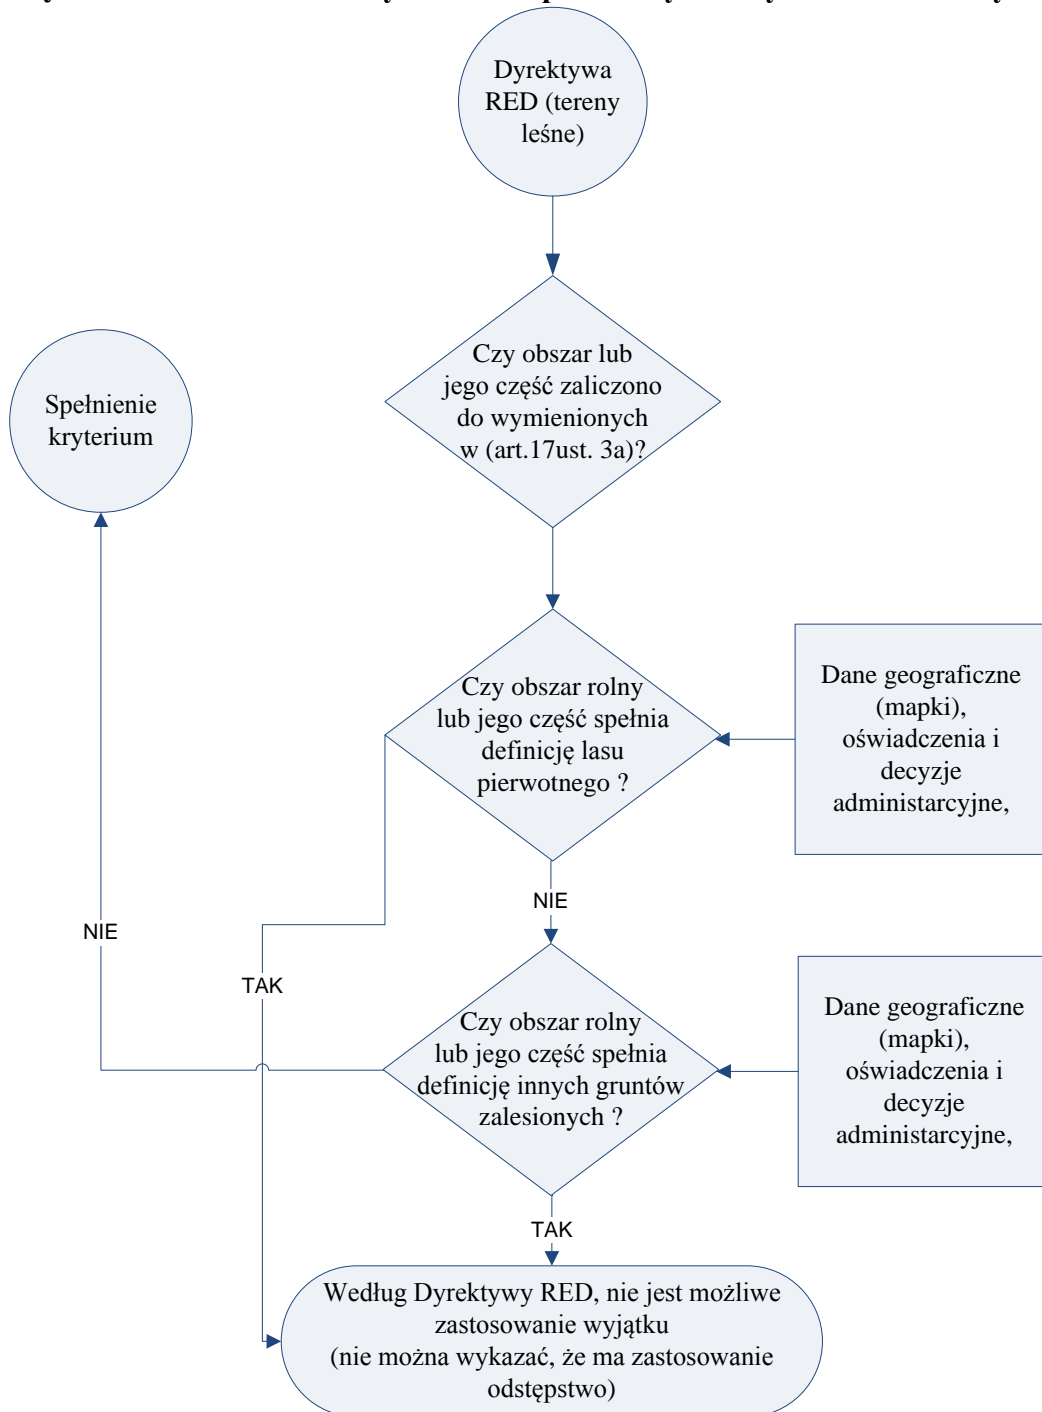 Dyrektywa
RED (tereny
leśne)
Czy obszar lub
jego część zaliczono
do wymienionych
w (art.17ust. 3a)?
Spełnienie
kryterium
Czy obszar rolny
lub jego część spełnia
definicję lasu
pierwotnego ?
Dane geograficzne
(mapki),
oświadczenia i
decyzje
administarcyjne,
NIE
NIE
TAK
Czy obszar rolny
lub jego część spełnia
definicję innych gruntów
zalesionych ?
Dane geograficzne
(mapki),
oświadczenia i
decyzje
administarcyjne,
TAK
Według Dyrektywy RED, nie jest możliwe
zastosowanie wyjątku
(nie można wykazać, że ma zastosowanie
odstępstwo)